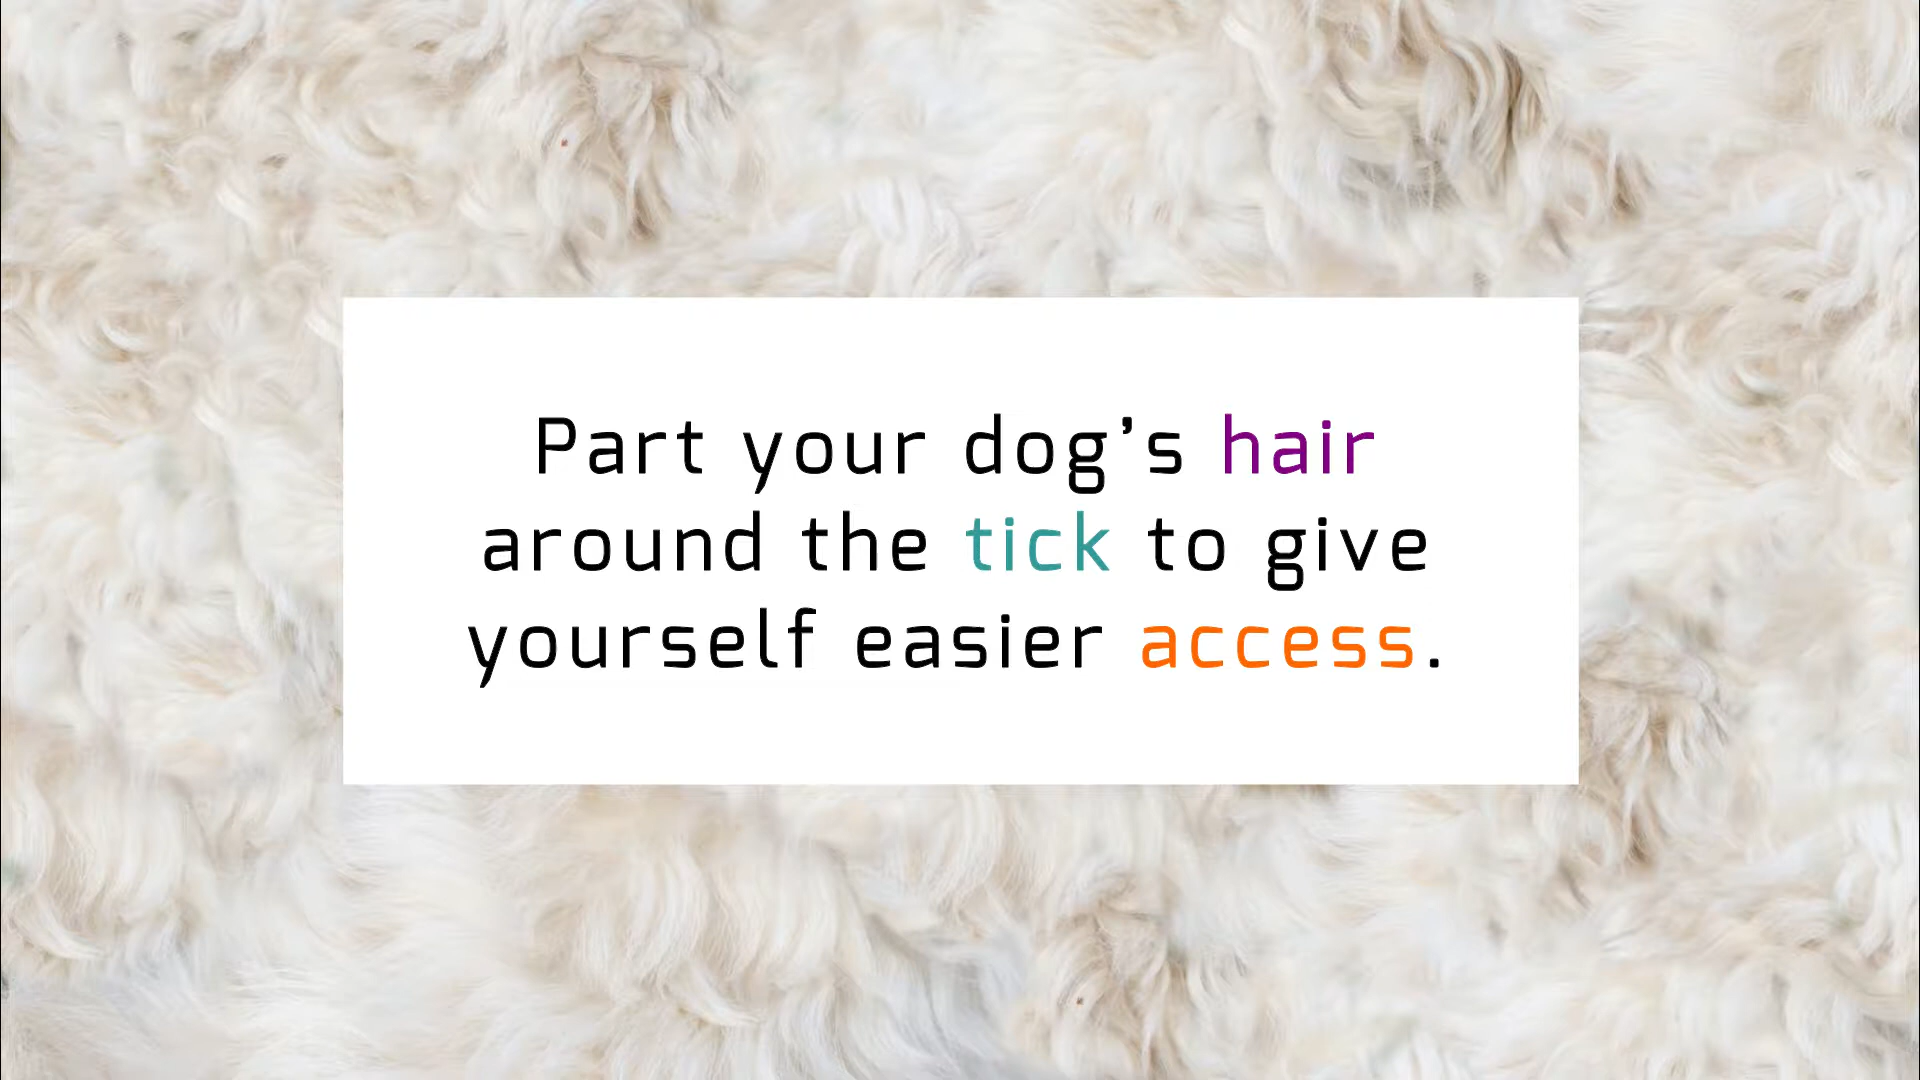 Part your dog’s hair
around the tick to give
yourself easier access.